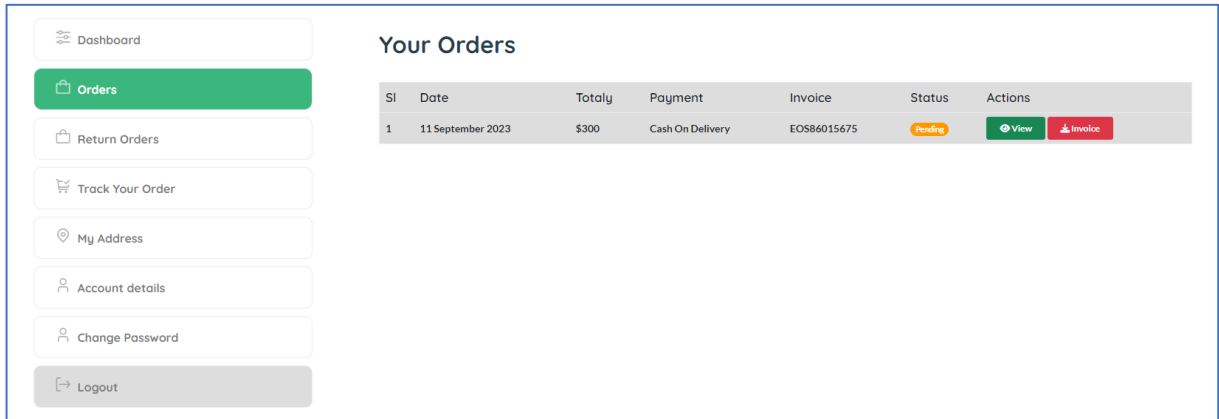 Dashboard
Orders
Return Orders
Track Your Order
My Address
Account details
Change Password
Logout
Your Orders
Sl Date Totaly Payment Invoice Status Actions
1 11 September 2023 $300 Cash On Delivery EOS86015675 Pending View Invoice